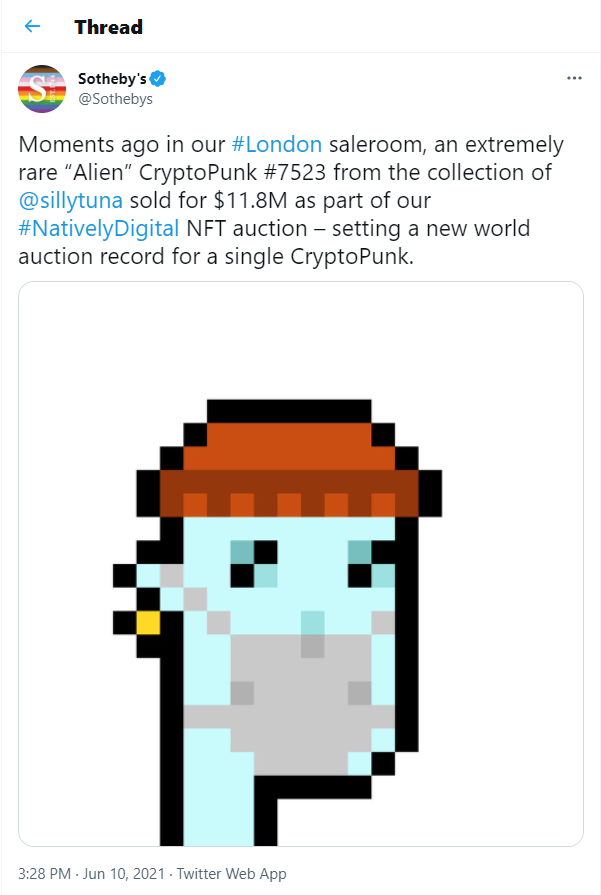 Thread
Sotheby's
@Sothebys
Moments ago in our #London saleroom, an extremely
rare “Alien” CryptoPunk #7523 from the collection of
@sillytuna sold for $11.8M as part of our
#NativelyDigital NFT auction – setting a new world
auction record for a single CryptoPunk.
3:28 PM · Jun 10, 2021 · Twitter Web App